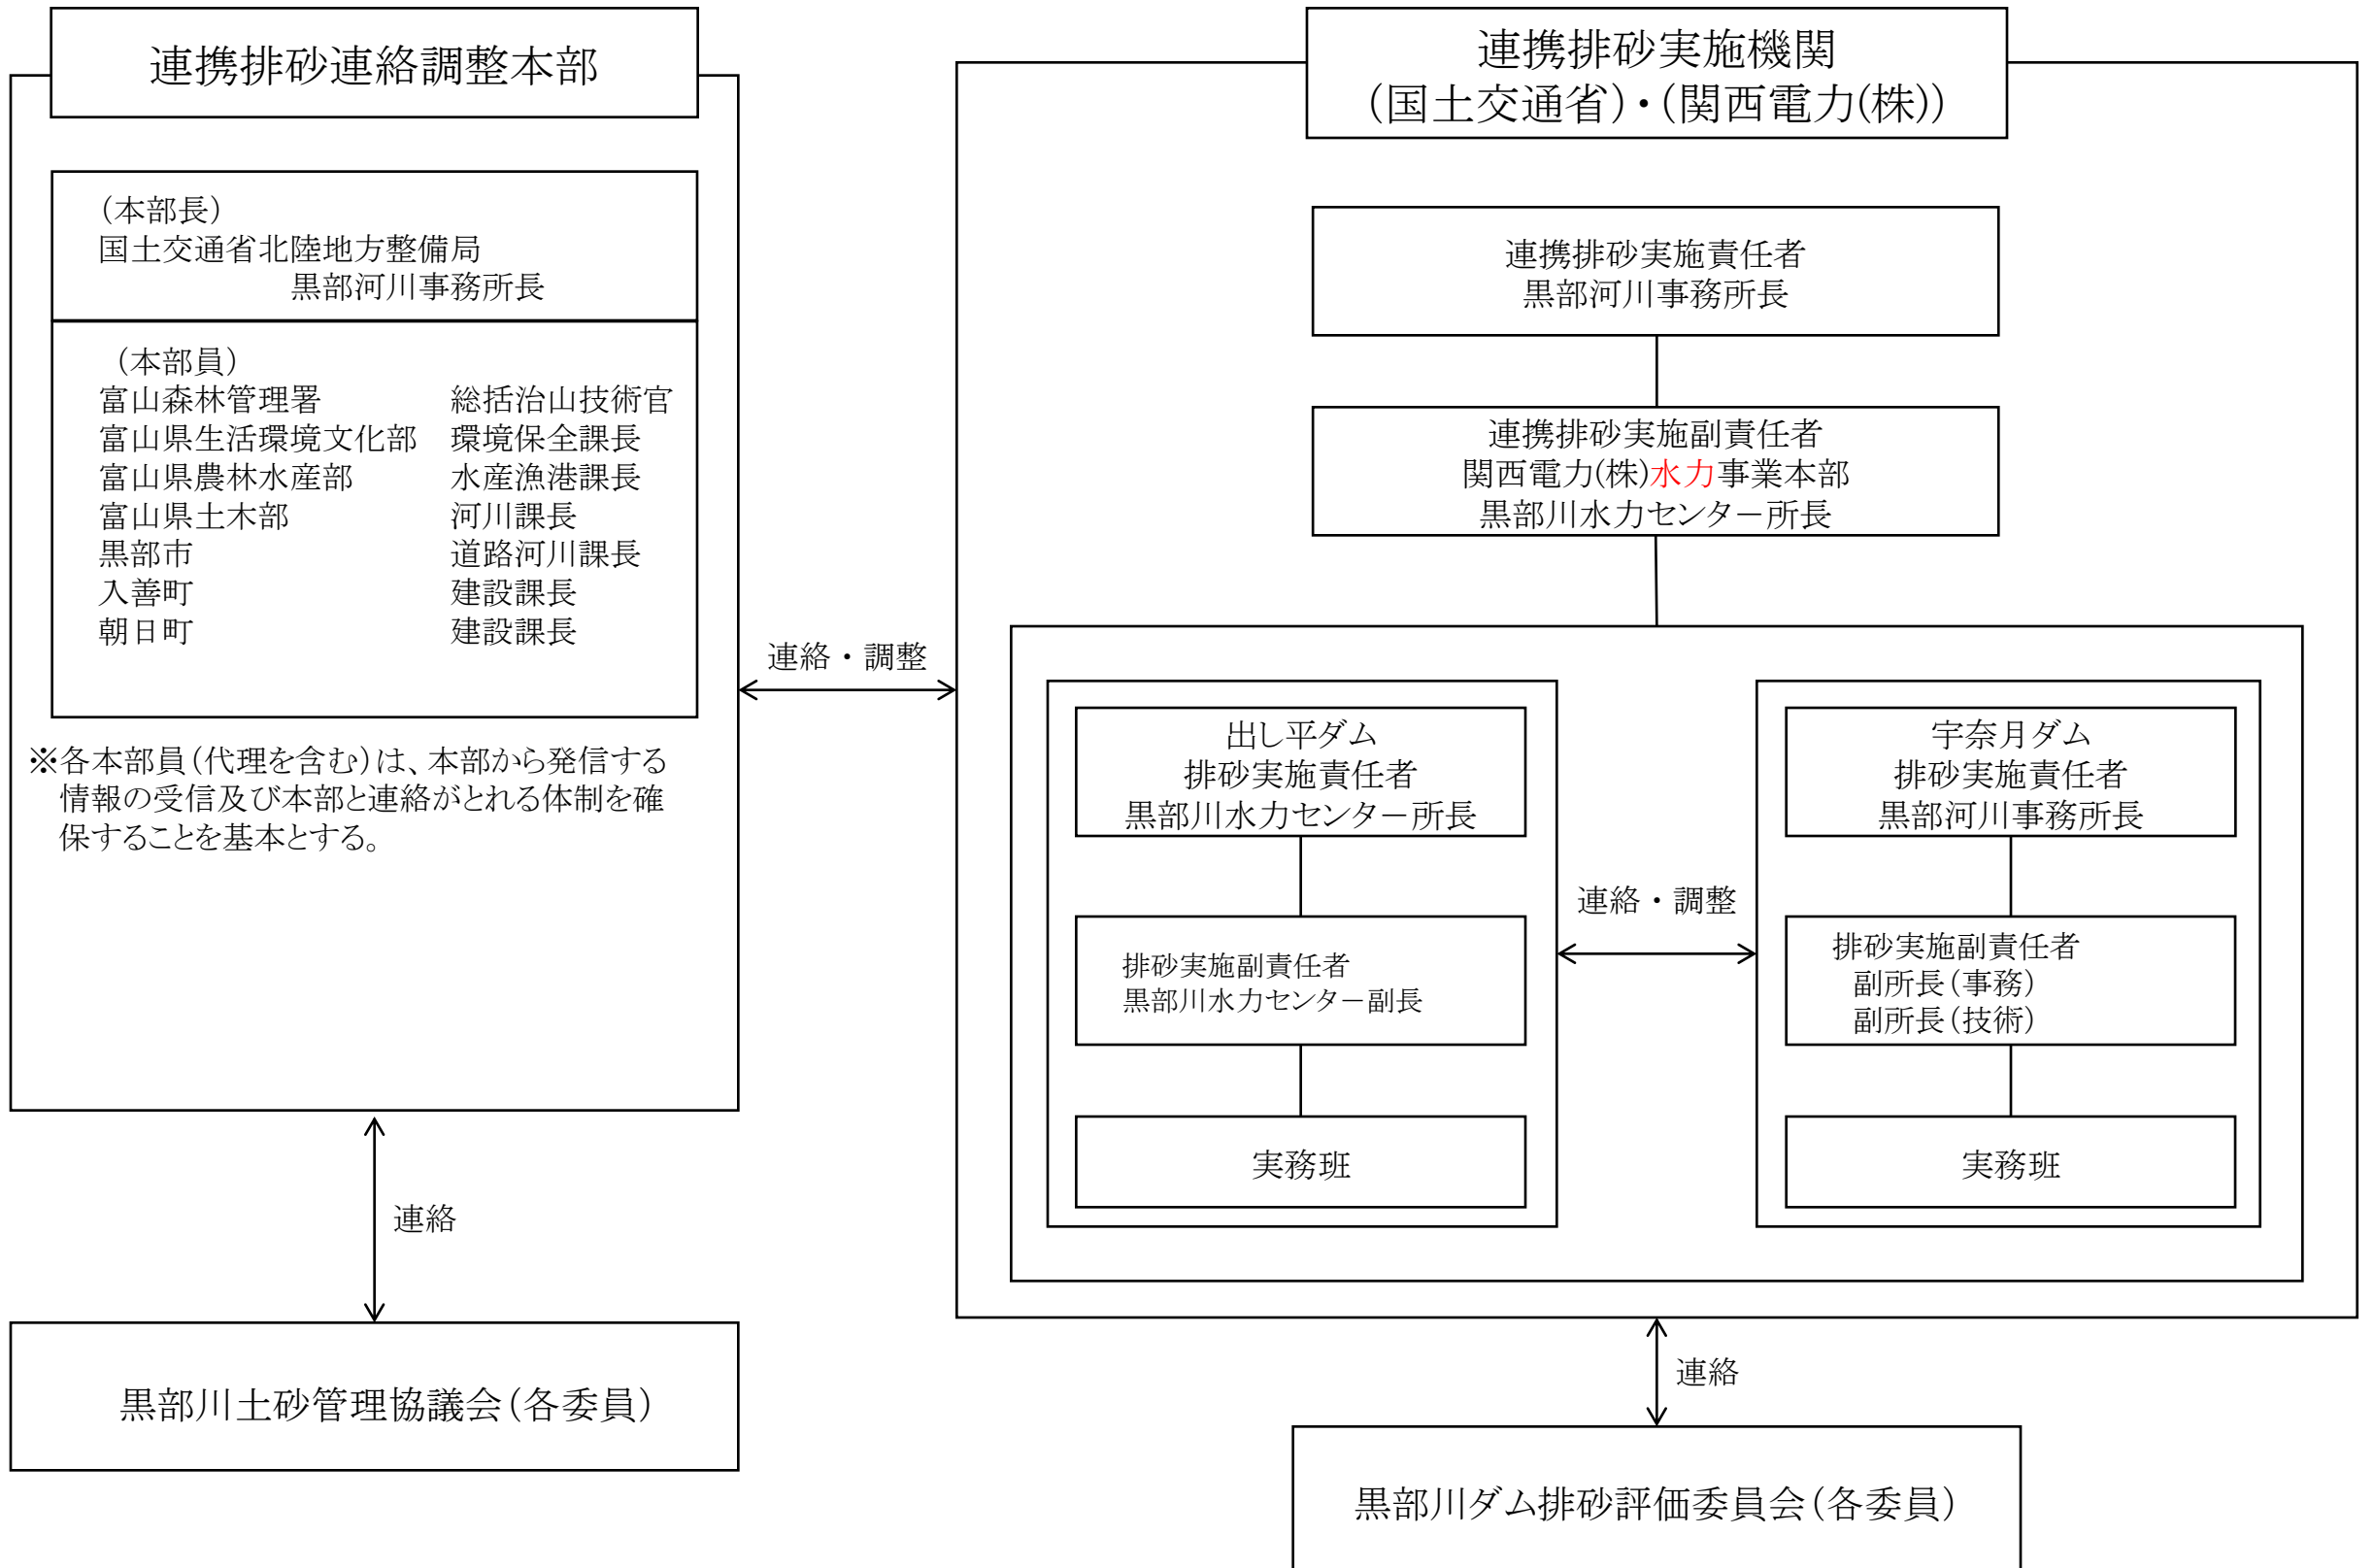 連携排砂連絡調整本部
(本部長)
国土交通省北陸地方整備局
黒部河川事務所長
(本部員)
富山森林管理署 総括治山技術官
富山県生活環境文化部 環境保全課長
富山県農林水産部 水産漁港課長
富山県土木部 河川課長
黒部市 道路河川課長
入善町 建設課長
朝日町 建設課長
※各本部員(代理を含む)は、本部から発信する
情報の受信及び本部と連絡がとれる体制を確
保することを基本とする。
連絡
黒部川土砂管理協議会(各委員)
連絡・調整
連携排砂実施機関
(国土交通省)・(関西電力(株))
連携排砂実施責任者
黒部河川事務所長
連携排砂実施副責任者
関西電力(株)水力事業本部
黒部川水力センター所長
出し平ダム
排砂実施責任者
黒部川水力センター所長
排砂実施副責任者
黒部川水力センター副長
実務班
連絡・調整
宇奈月ダム
排砂実施責任者
黒部河川事務所長
排砂実施副責任者
副所長(事務)
副所長(技術)
実務班
連絡
黒部川ダム排砂評価委員会(各委員)